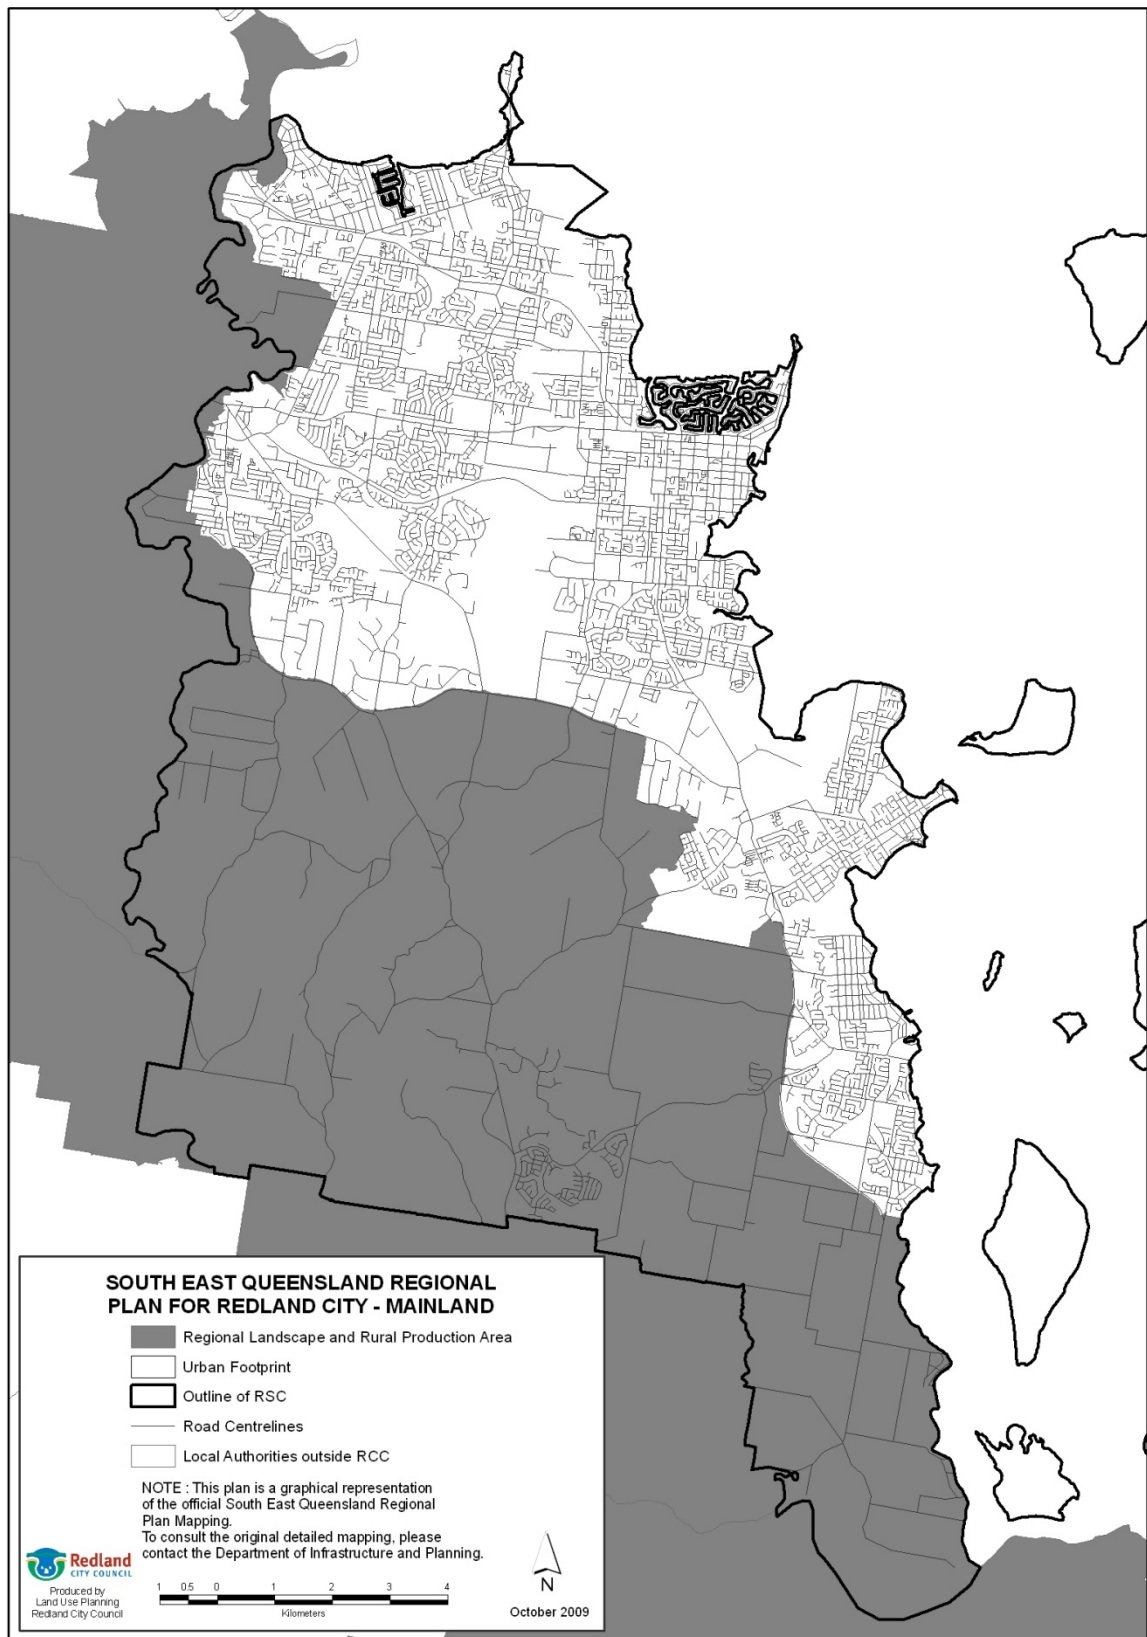 SOUTH EAST QUEENSLAND REGIONAL
PLAN FOR REDLAND CITY - MAINLAND
Regional Landscape and Rural Production Area
Urban Footprint
Outline of RSC
Road Centrelines
Local Authorities outside RCC
NOTE : This plan is a graphical representation
of the official South East Queensland Regional
Plan Mapping.
To consult the original detailed mapping, please
contact the Department of Infrastructure and Planning.
Redland
CITY COUNCIL
Produced by
Land Use Planning
Redland City Council
1 0.5 0 1 2 3 4
Kilometers
N
October 2009